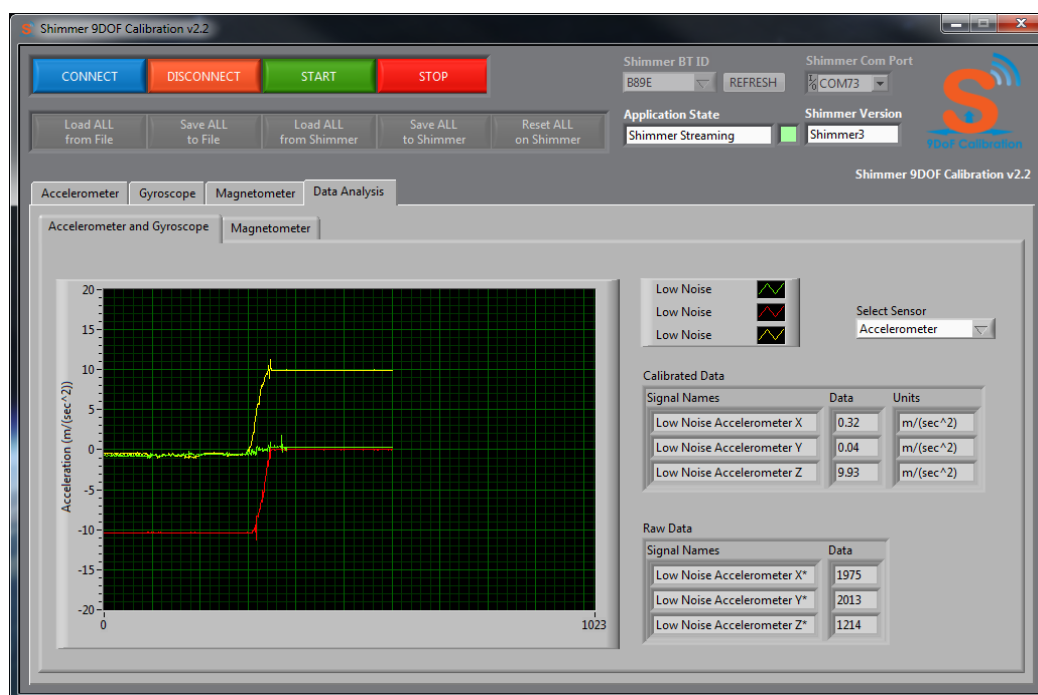 Shimmer 9DOF Calibration v2.2
CONNECT DISCONNECT START STOP
Shimmer BT ID
B89E
REFRESH
Shimmer Com Port
COM73
Load ALL
from File
Save ALL
to File
Load ALL
from Shimmer
Save ALL
to Shimmer
Reset ALL
on Shimmer
Application State
Shimmer Streaming
Shimmer Version
Shimmer3
9DoF Calibration
Shimmer 9DOF Calibration v2.2
Accelerometer Gyroscope Magnetometer Data Analysis
Accelerometer and Gyroscope Magnetometer
Acceleration (m/(sec^2))
20
15
10
5
0
-5
-10
-15
-20
0 1023
Low Noise
Low Noise
Low Noise
Select Sensor
Accelerometer
Calibrated Data
Signal Names Data Units
Low Noise Accelerometer X 0.32 m/(sec^2)
Low Noise Accelerometer Y 0.04 m/(sec^2)
Low Noise Accelerometer Z 9.93 m/(sec^2)
Raw Data
Signal Names Data
Low Noise Accelerometer X* 1975
Low Noise Accelerometer Y* 2013
Low Noise Accelerometer Z* 1214